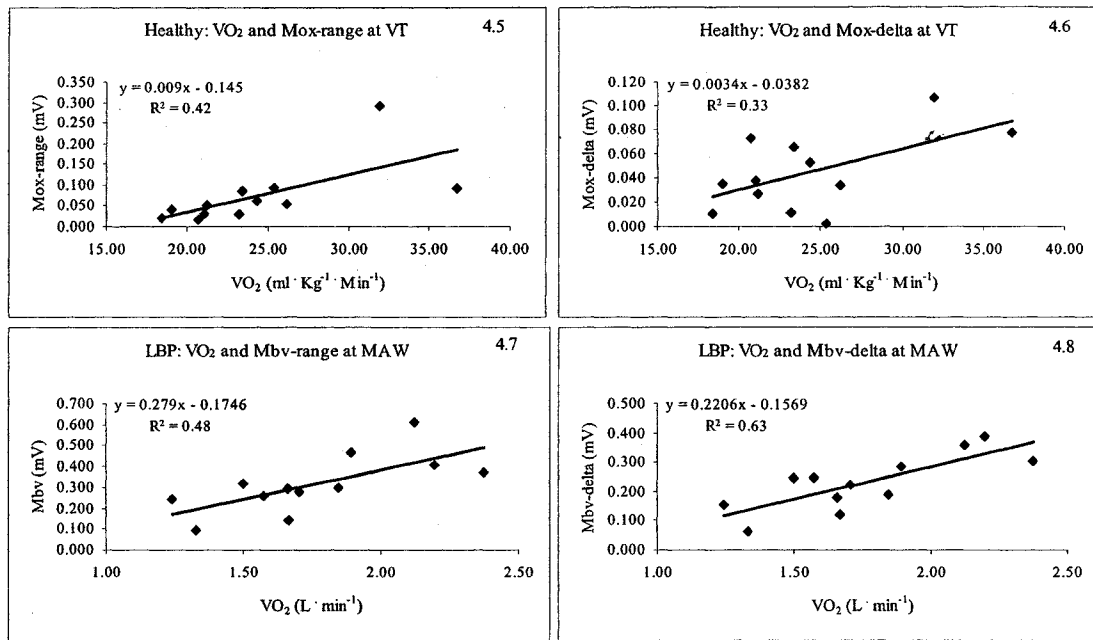 Healthy: VO₂ and Mox-range at VT
4.5
y = 0.009x - 0.145
R² = 0.42
Mox-range (mV)
0.350
0.300
0.250
0.200
0.150
0.100
0.050
0.000
15.00 20.00 25.00 30.00 35.00 40.00
VO₂ (ml · Kg⁻¹ · Min⁻¹)
Healthy: VO₂ and Mox-delta at VT
4.6
y = 0.0034x - 0.0382
R² = 0.33
Mox-delta (mV)
0.120
0.100
0.080
0.060
0.040
0.020
0.000
15.00 20.00 25.00 30.00 35.00 40.00
VO₂ (ml · Kg⁻¹ · Min⁻¹)
LBP: VO₂ and Mbv-range at MAW
4.7
y = 0.279x - 0.1746
R² = 0.48
Mbv (mV)
0.700
0.600
0.500
0.400
0.300
0.200
0.100
0.000
1.00 1.50 2.00 2.50
VO₂ (L · min⁻¹)
LBP: VO₂ and Mbv-delta at MAW
4.8
y = 0.2206x - 0.1569
R² = 0.63
Mbv-delta (mV)
0.500
0.400
0.300
0.200
0.100
0.000
1.00 1.50 2.00 2.50
VO₂ (L · min⁻¹)